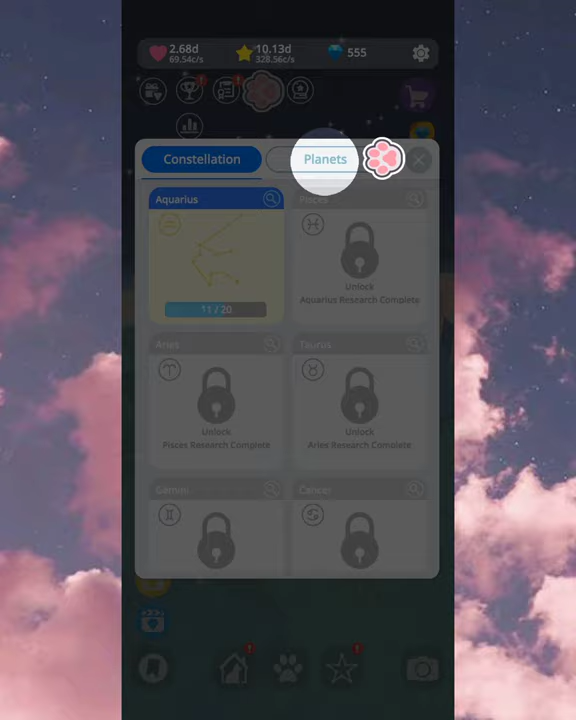 2.68d
69.54c/s
10.13d
328.56c/s
555
Constellation
Planets
Aquarius
Pisces
11 / 20
Unlock
Aquarius Research Complete
Aries
Taurus
Unlock
Pisces Research Complete
Unlock
Aries Research Complete
Gemini
Cancer